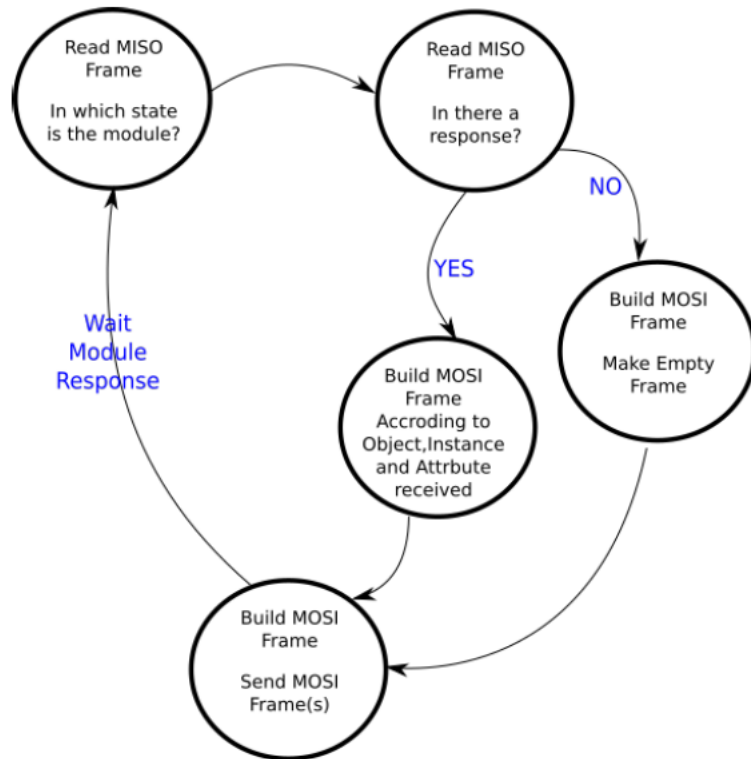 Read MISO
Frame
In which state
is the module?
Read MISO
Frame
In there a
response?
NO
YES
Build MOSI
Frame
Make Empty
Frame
Wait
Module
Response
Build MOSI
Frame
Accroding to
Object,Instance
and Attrbute
received
Build MOSI
Frame
Send MOSI
Frame(s)